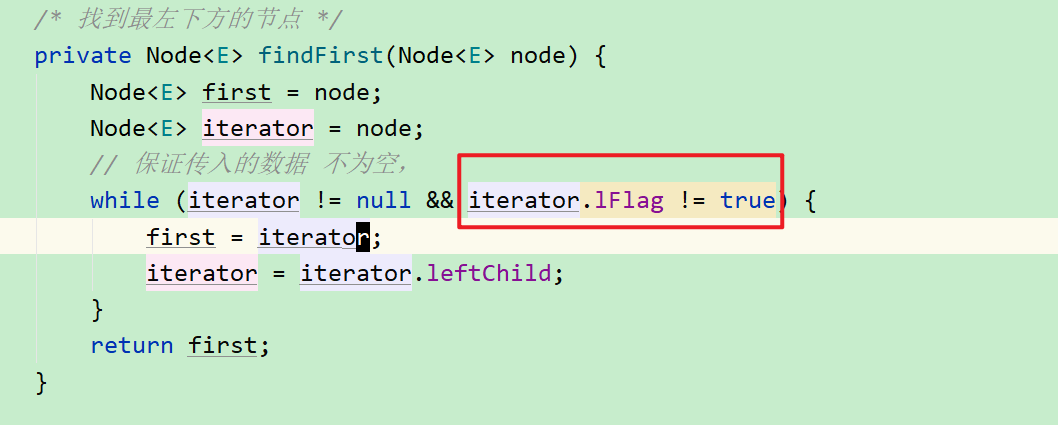 /* 找到最左下方的节点 */
private Node<E> findFirst(Node<E> node) {
Node<E> first = node;
Node<E> iterator = node;
// 保证传入的数据 不为空,
while (iterator != null && iterator.lFlag != true) {
first = iterator;
iterator = iterator.leftChild;
}
return first;
}